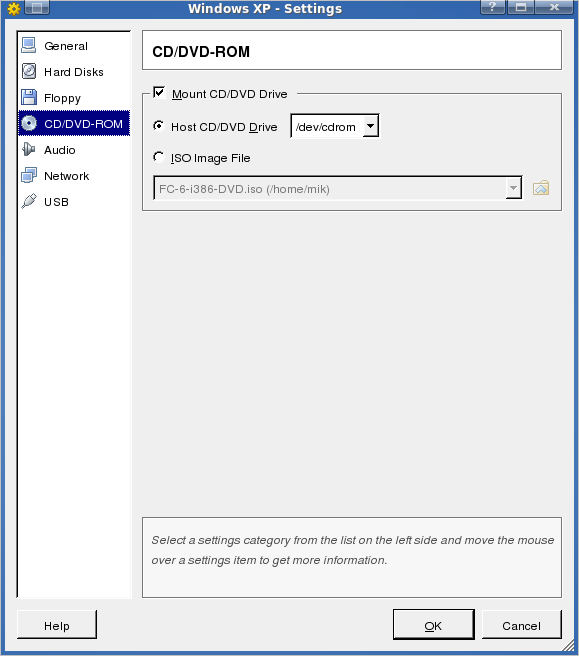 Windows XP - Settings
General
Hard Disks
Floppy
CD/DVD-ROM
Audio
Network
USB
CD/DVD-ROM
Mount CD/DVD Drive
Host CD/DVD Drive /dev/cdrom
ISO Image File
FC-6-i386-DVD.iso (/home/mik)
Select a settings category from the list on the left side and move the mouse
over a settings item to get more information.
Help OK Cancel